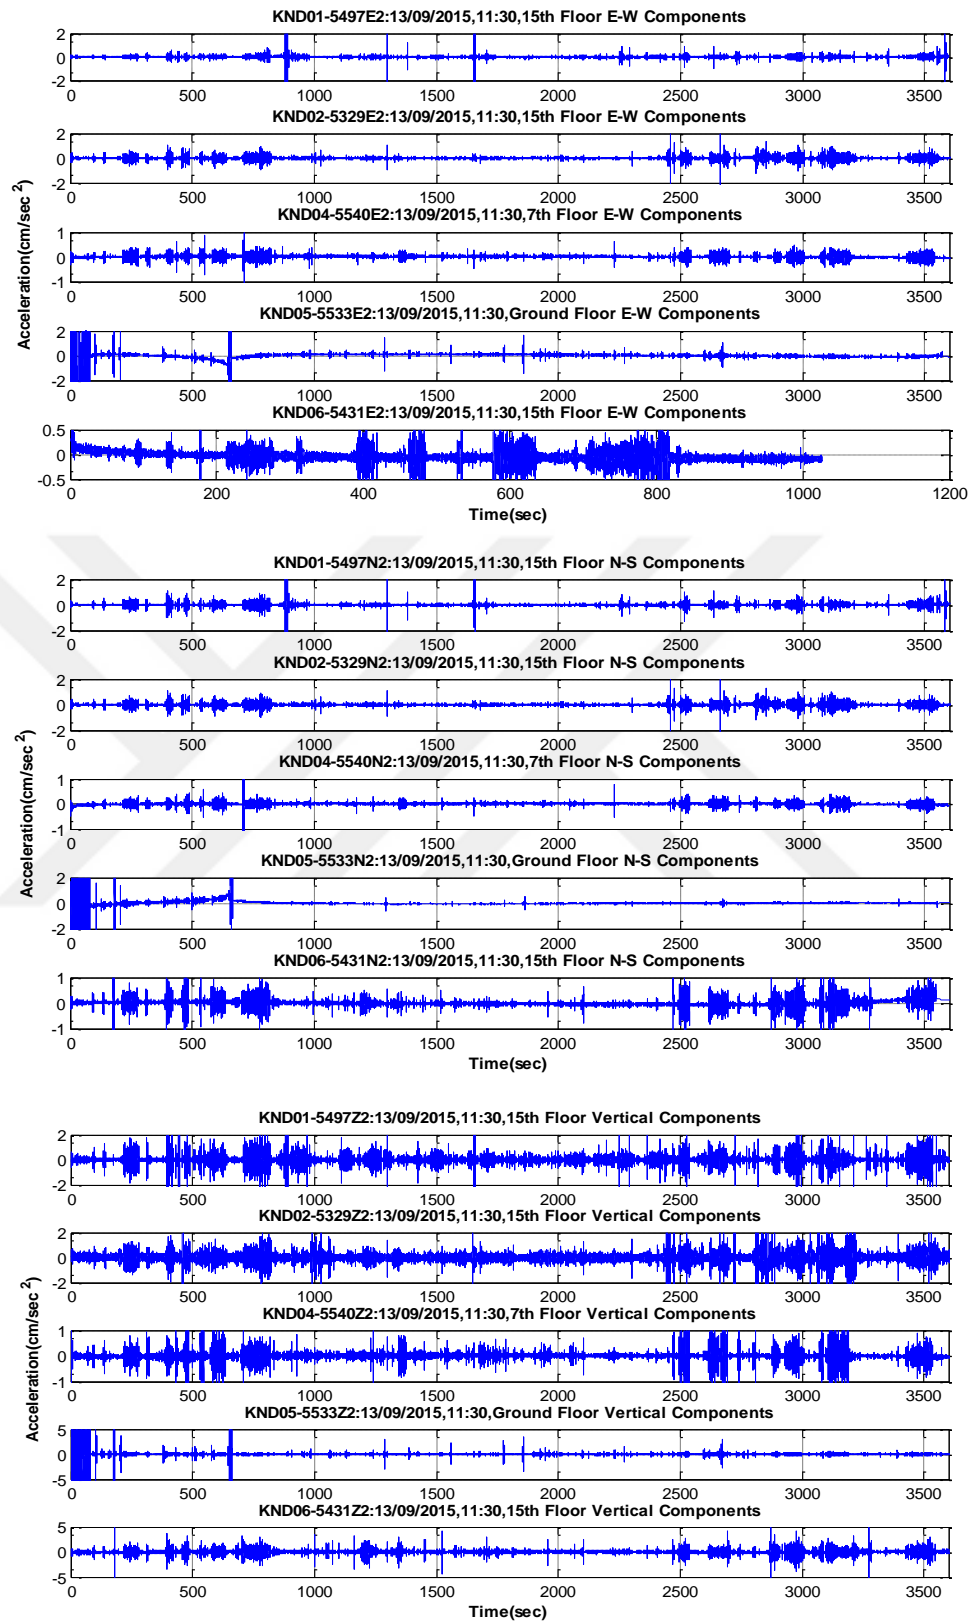 KND01-5497E2:13/09/2015,11:30,15th Floor E-W Components
2
0
-2
0 500 1000 1500 2000 2500 3000 3500
KND02-5329E2:13/09/2015,11:30,15th Floor E-W Components
2
0
-2
0 500 1000 1500 2000 2500 3000 3500
KND04-5540E2:13/09/2015,11:30,7th Floor E-W Components
1
0
-1
0 500 1000 1500 2000 2500 3000 3500
KND05-5533E2:13/09/2015,11:30,Ground Floor E-W Components
2
0
-2
0 500 1000 1500 2000 2500 3000 3500
KND06-5431E2:13/09/2015,11:30,15th Floor E-W Components
0.5
0
-0.5
0 200 400 600 800 1000 1200
Time(sec)
Acceleration(cm/sec 2)
KND01-5497N2:13/09/2015,11:30,15th Floor N-S Components
2
0
-2
0 500 1000 1500 2000 2500 3000 3500
KND02-5329N2:13/09/2015,11:30,15th Floor N-S Components
2
0
-2
0 500 1000 1500 2000 2500 3000 3500
KND04-5540N2:13/09/2015,11:30,7th Floor N-S Components
1
0
-1
0 500 1000 1500 2000 2500 3000 3500
KND05-5533N2:13/09/2015,11:30,Ground Floor N-S Components
2
0
-2
0 500 1000 1500 2000 2500 3000 3500
KND06-5431N2:13/09/2015,11:30,15th Floor N-S Components
1
0
-1
0 500 1000 1500 2000 2500 3000 3500
Time(sec)
Acceleration(cm/sec 2)
KND01-5497Z2:13/09/2015,11:30,15th Floor Vertical Components
2
0
-2
0 500 1000 1500 2000 2500 3000 3500
KND02-5329Z2:13/09/2015,11:30,15th Floor Vertical Components
2
0
-2
0 500 1000 1500 2000 2500 3000 3500
KND04-5540Z2:13/09/2015,11:30,7th Floor Vertical Components
1
0
-1
0 500 1000 1500 2000 2500 3000 3500
KND05-5533Z2:13/09/2015,11:30,Ground Floor Vertical Components
5
0
-5
0 500 1000 1500 2000 2500 3000 3500
KND06-5431Z2:13/09/2015,11:30,15th Floor Vertical Components
5
0
-5
0 500 1000 1500 2000 2500 3000 3500
Time(sec)
Acceleration(cm/sec 2)